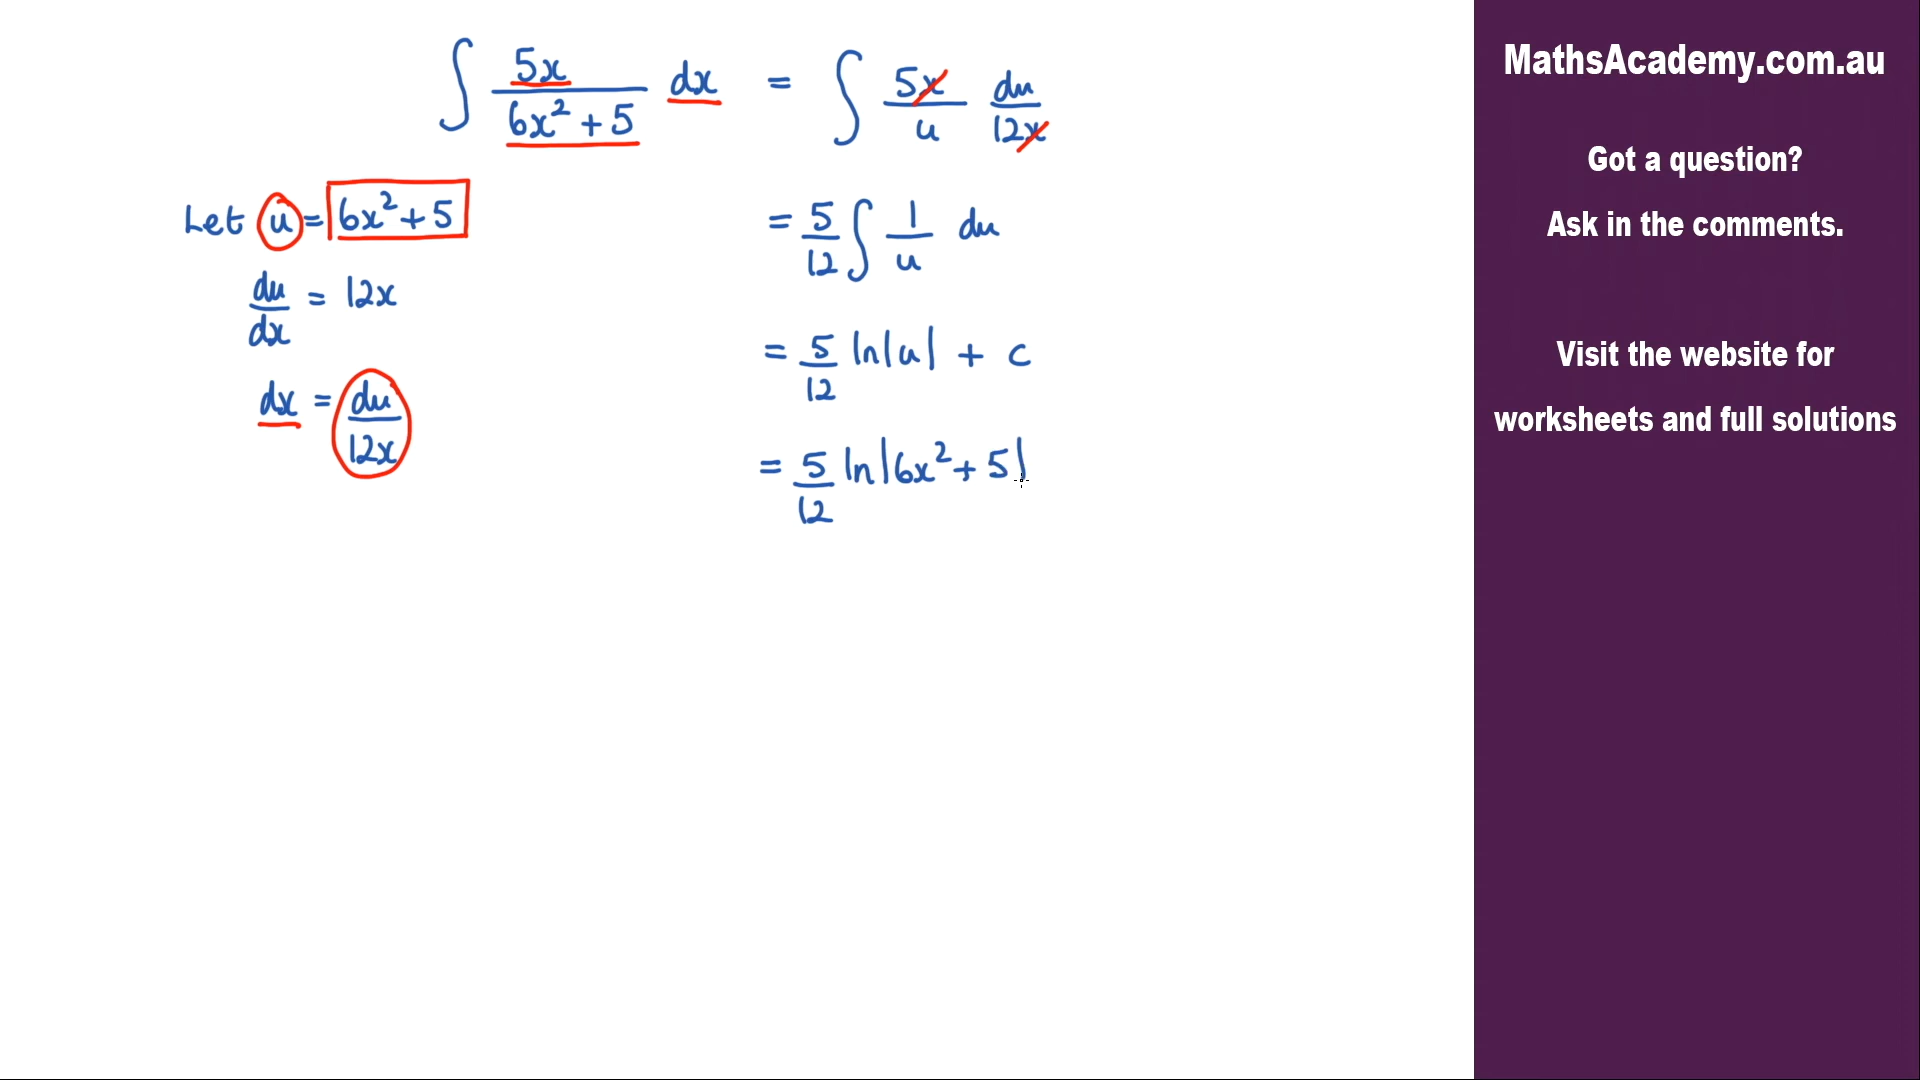 ∫ 5x/(6x² + 5) dx = ∫ 5x/u du/12x
Let u = 6x² + 5
du/dx = 12x
dx = du/12x
= 5/12 ∫ 1/u du
= 5/12 ln|u| + c
= 5/12 ln|6x² + 5|
MathsAcademy.com.au
Got a question?
Ask in the comments.
Visit the website for
worksheets and full solutions